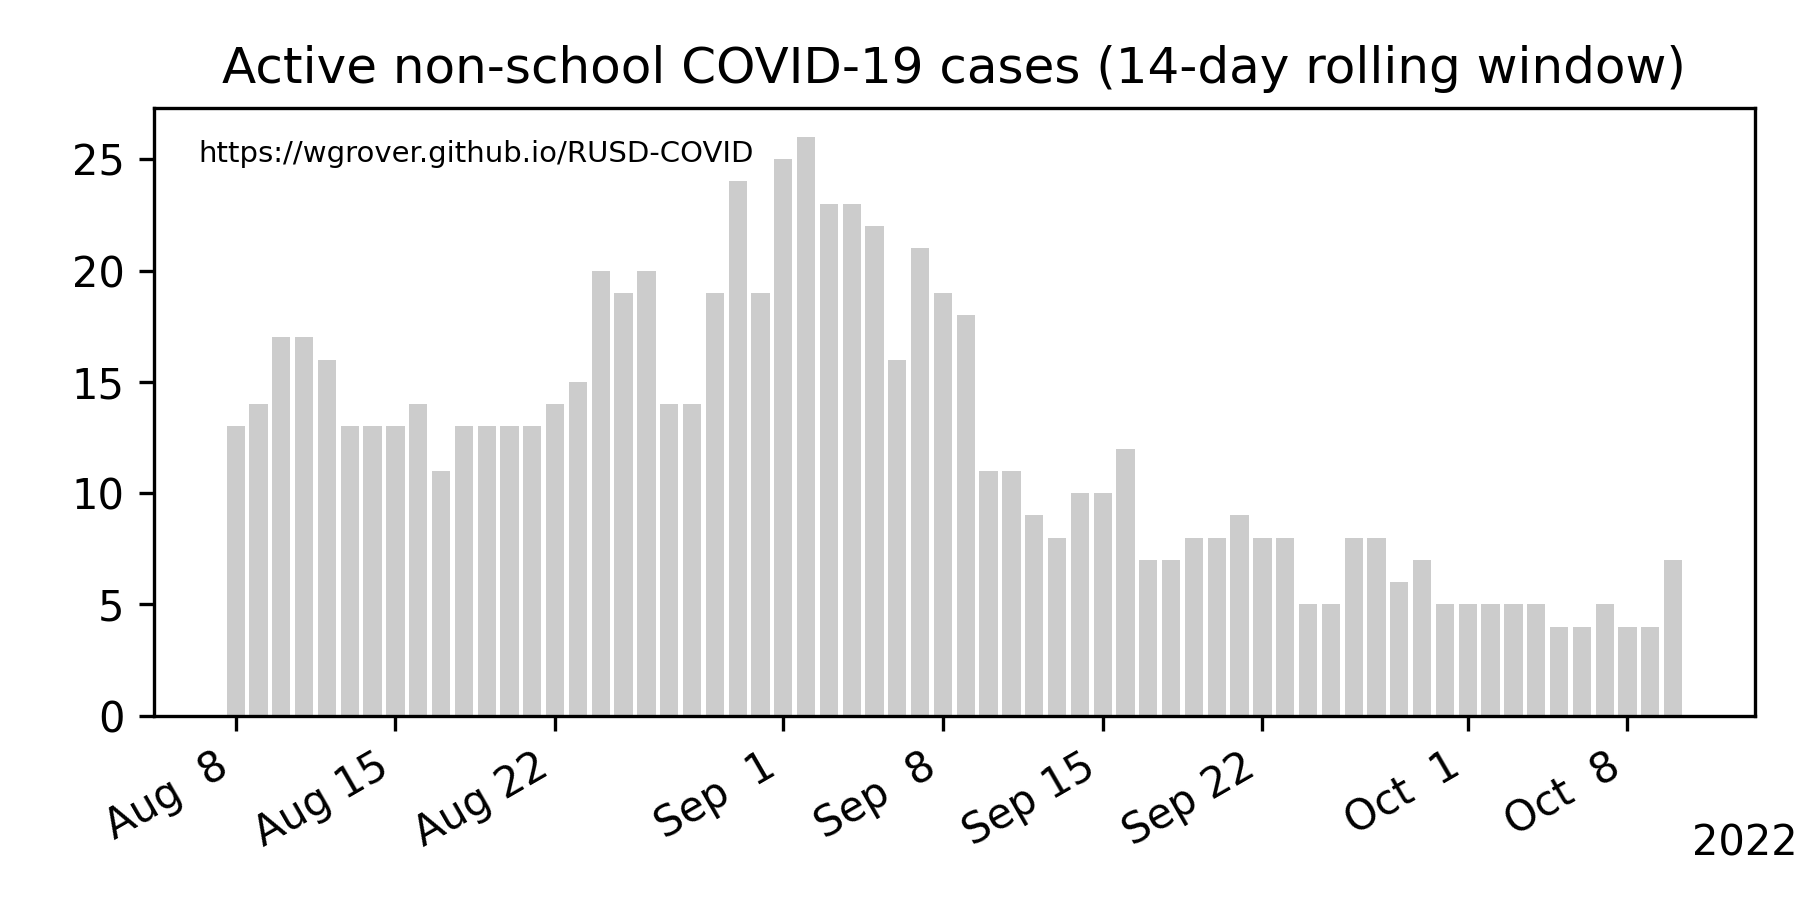 Active non-school COVID-19 cases (14-day rolling window)
https://wgrover.github.io/RUSD-COVID
25
20
15
10
5
0
Aug 8
Aug 15
Aug 22
Sep 1
Sep 8
Sep 15
Sep 22
Oct 1
Oct 8
2022